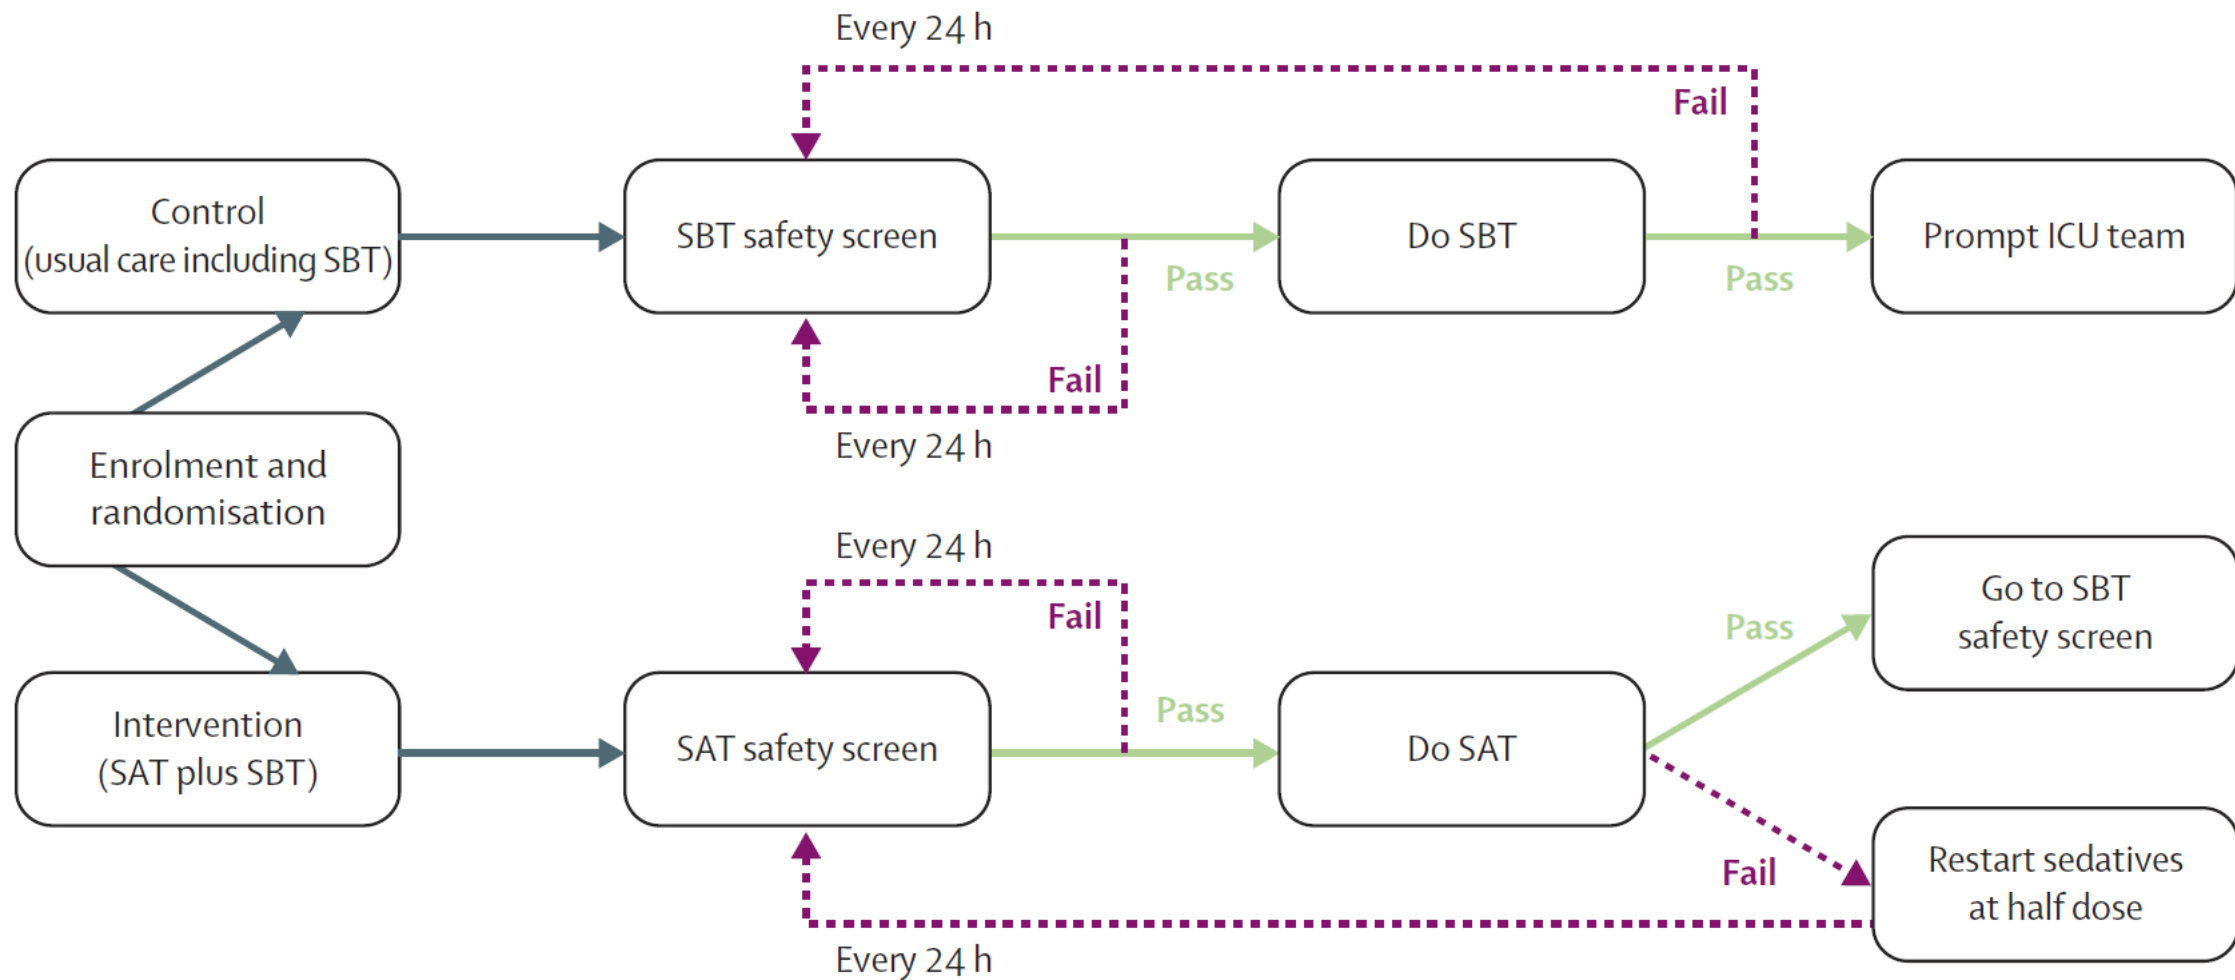 Every 24 h
Fail
Control
(usual care including SBT)
SBT safety screen
Pass
Do SBT
Pass
Prompt ICU team
Fail
Every 24 h
Enrolment and
randomisation
Every 24 h
Fail
Intervention
(SAT plus SBT)
SAT safety screen
Pass
Do SAT
Pass
Go to SBT
safety screen
Fail
Restart sedatives
at half dose
Every 24 h